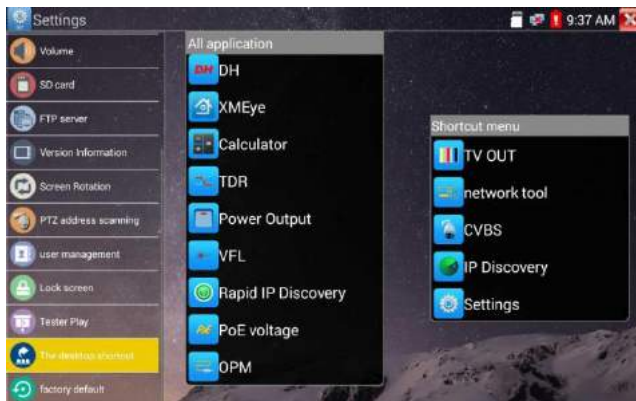 Settings
9:37 AM
Volume
SD card
FTP server
Version Information
Screen Rotation
PTZ address scanning
user management
Lock screen
Tester Play
The desktop shortcut
factory default
All application
DH DH
XMEye
Calculator
TDR
Power Output
VFL
Rapid IP Discovery
PoE voltage
OPM
Shortcut menu
TV OUT
network tool
CVBS
IP Discovery
Settings